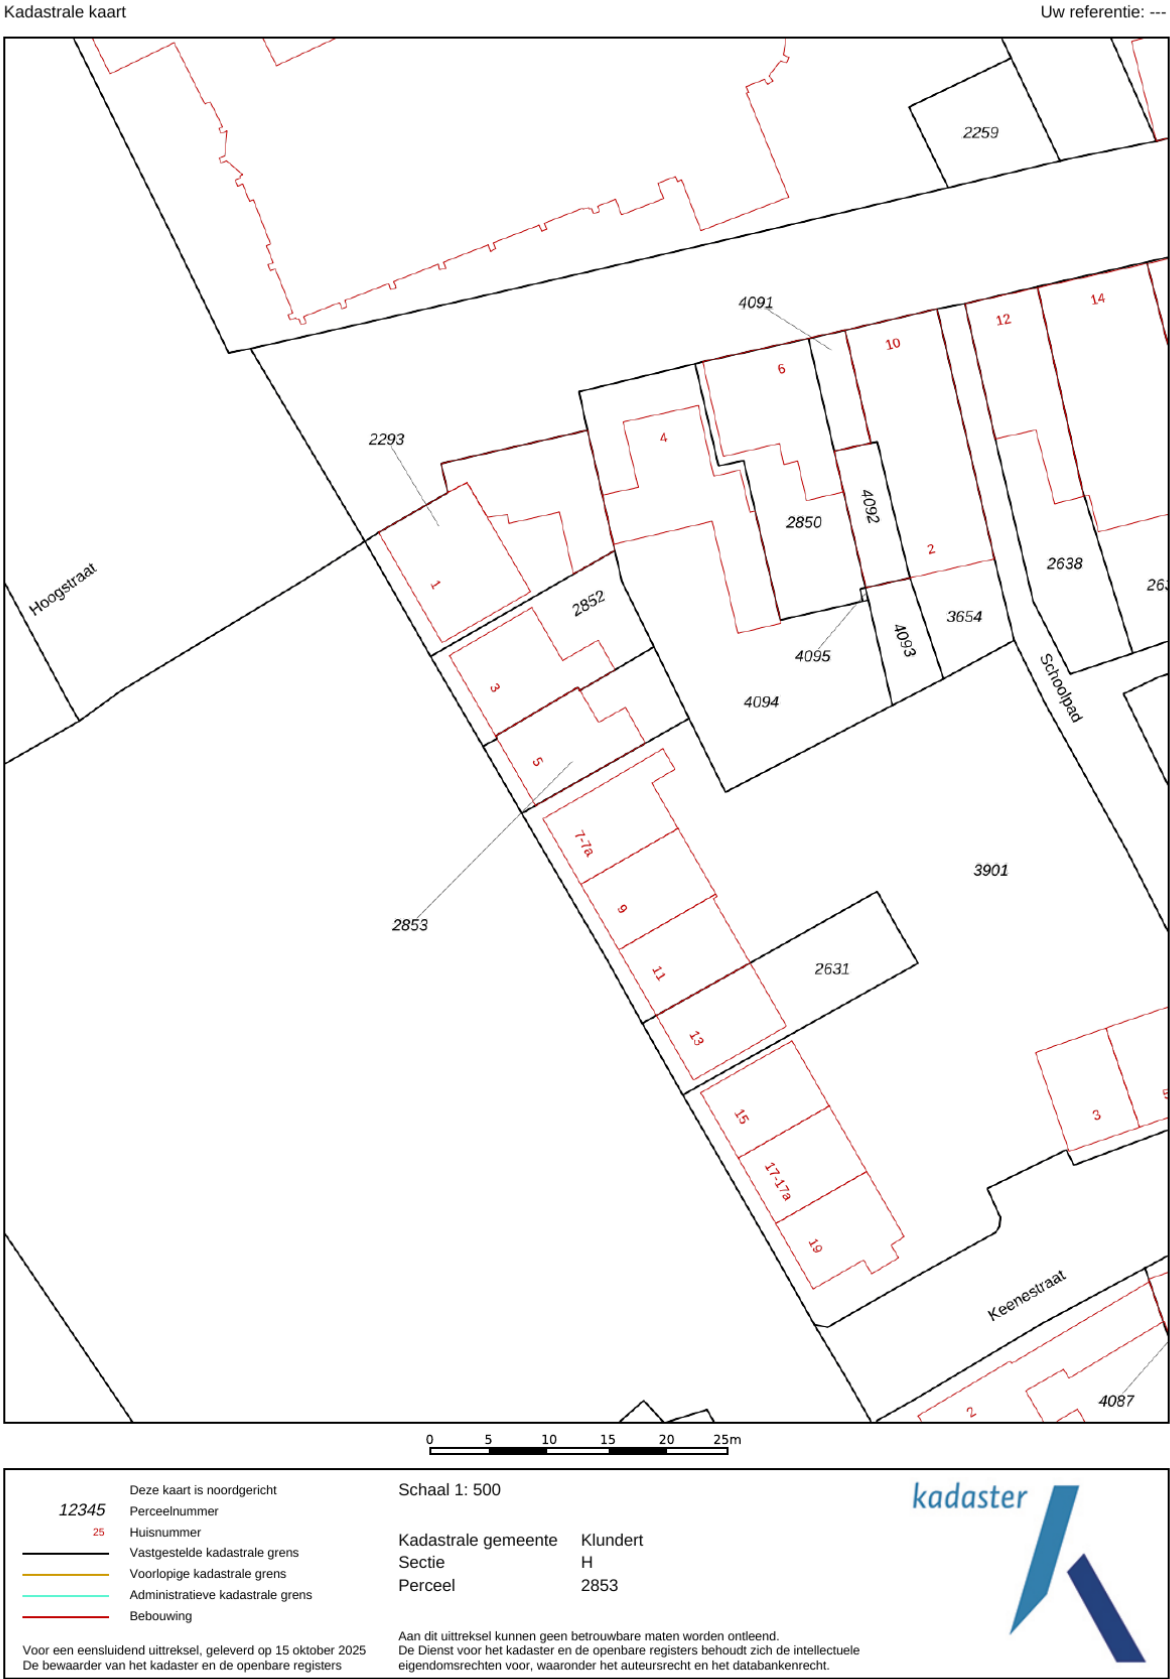 Kadastrale kaart
Uw referentie: ---
2259
4091
14
12
10
6
4
2293
2850
4092
2
2638
Hoogstraat
1
2852
3654
4093
4095
3
4094
Schoolpad
5
7-7a
3901
9
2853
11
2631
13
15
3
17-17a
19
Keenestraat
2
4087
0 5 10 15 20 25m
Deze kaart is noordgericht
12345 Perceelnummer
25 Huisnummer
Vastgestelde kadastrale grens
Voorlopige kadastrale grens
Administratieve kadastrale grens
Bebouwing
Voor een eensluidend uittreksel, geleverd op 15 oktober 2025
De bewaarder van het kadaster en de openbare registers
Schaal 1: 500
Kadastrale gemeente Klundert
Sectie H
Perceel 2853
Aan dit uittreksel kunnen geen betrouwbare maten worden ontleend.
De Dienst voor het kadaster en de openbare registers behoudt zich de intellectuele
eigendomsrechten voor, waaronder het auteursrecht en het databankenrecht.
kadaster